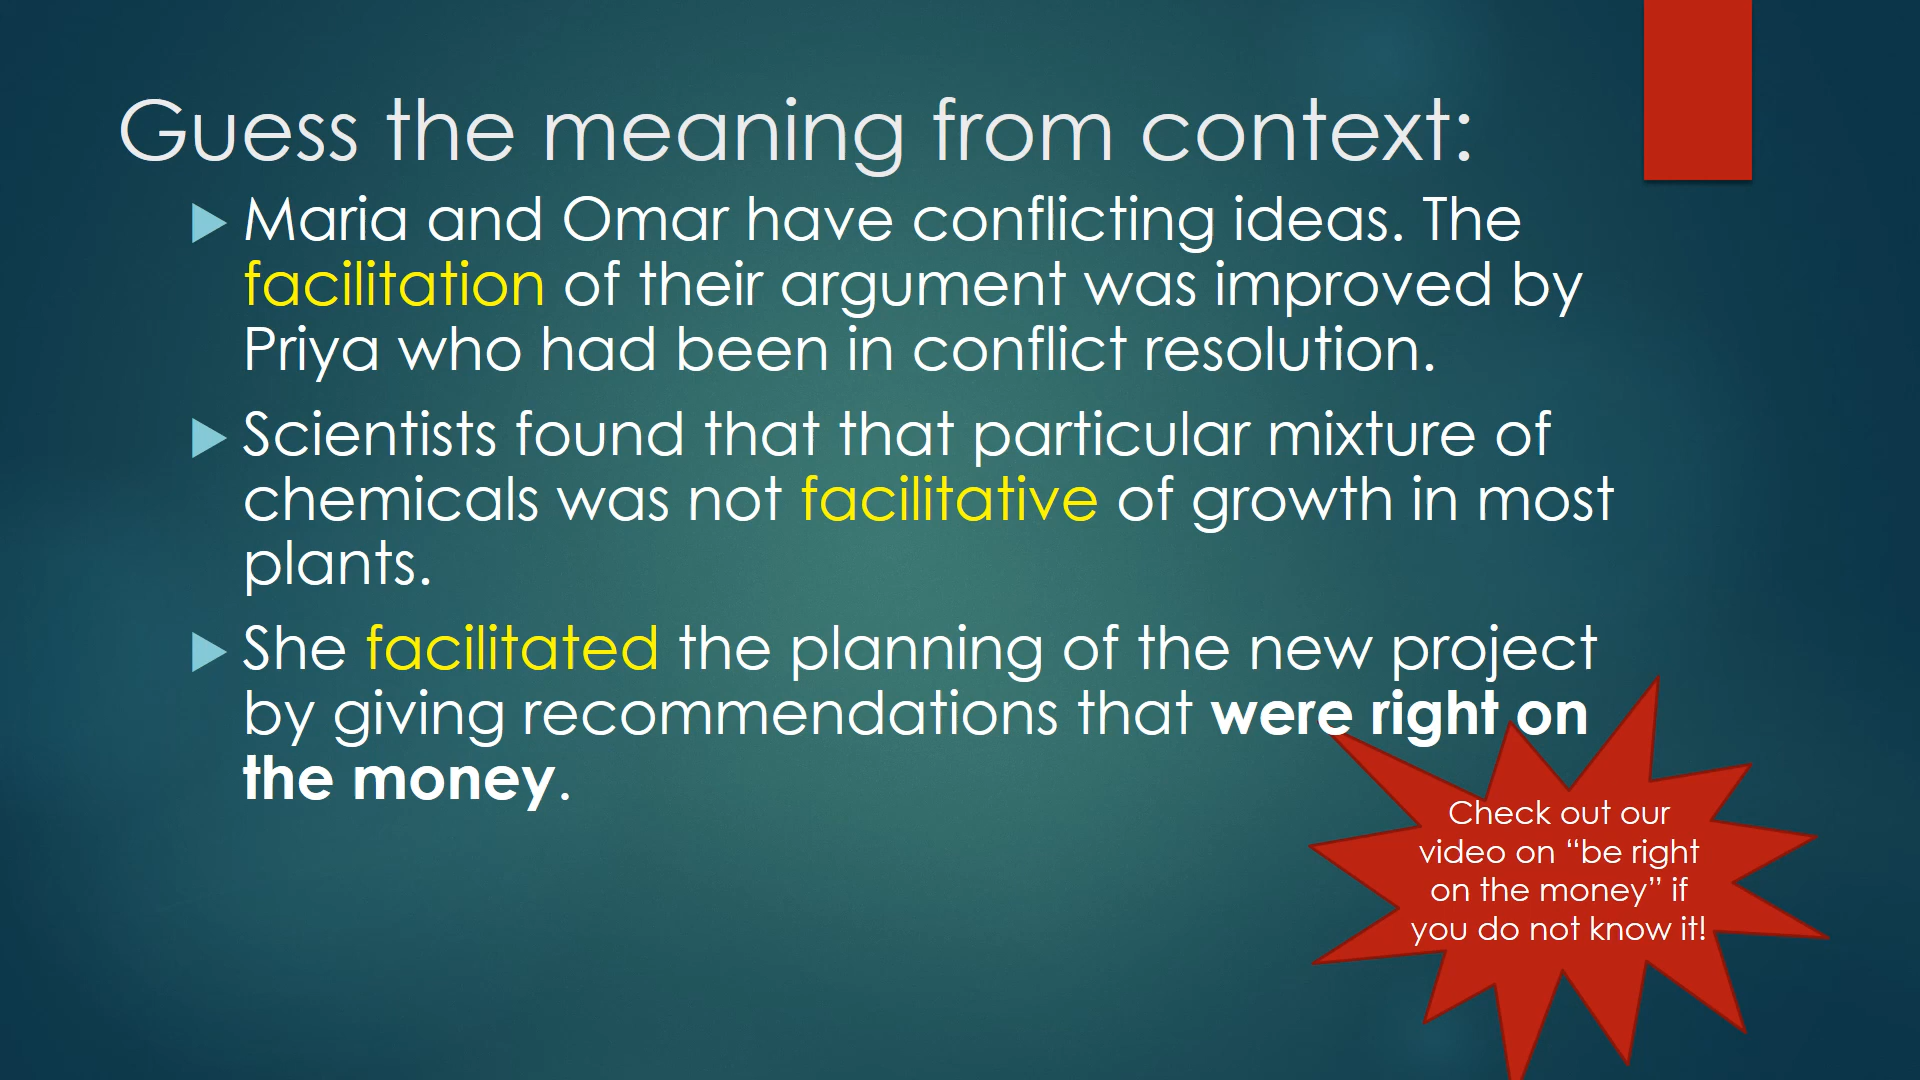 Guess the meaning from context:
Maria and Omar have conflicting ideas. The
facilitation of their argument was improved by
Priya who had been in conflict resolution.
Scientists found that that particular mixture of
chemicals was not facilitative of growth in most
plants.
She facilitated the planning of the new project
by giving recommendations that were right on
the money.
Check out our
video on “be right
on the money” if
you do not know it!